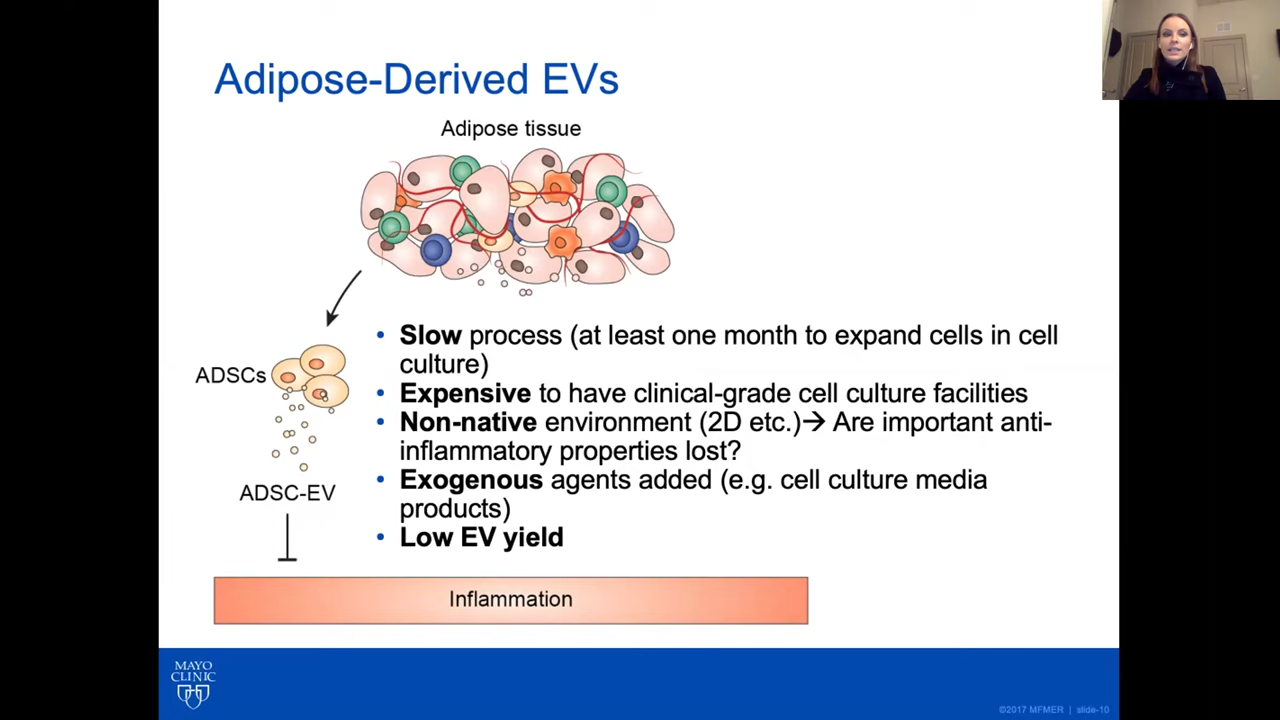 Adipose-Derived EVs
Adipose tissue
ADSCs
ADSC-EV
• Slow process (at least one month to expand cells in cell
culture)
• Expensive to have clinical-grade cell culture facilities
• Non-native environment (2D etc.)→ Are important anti-
inflammatory properties lost?
• Exogenous agents added (e.g. cell culture media
products)
• Low EV yield
Inflammation
MAYO
CLINIC
©2017 MFMER | slide-10